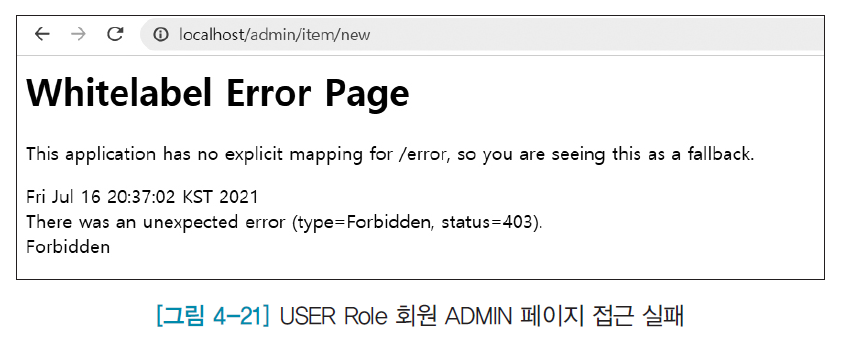 localhost/admin/item/new
Whitelabel Error Page
This application has no explicit mapping for /error, so you are seeing this as a fallback.
Fri Jul 16 20:37:02 KST 2021
There was an unexpected error (type=Forbidden, status=403).
Forbidden
[그림 4-21] USER Role 회원 ADMIN 페이지 접근 실패